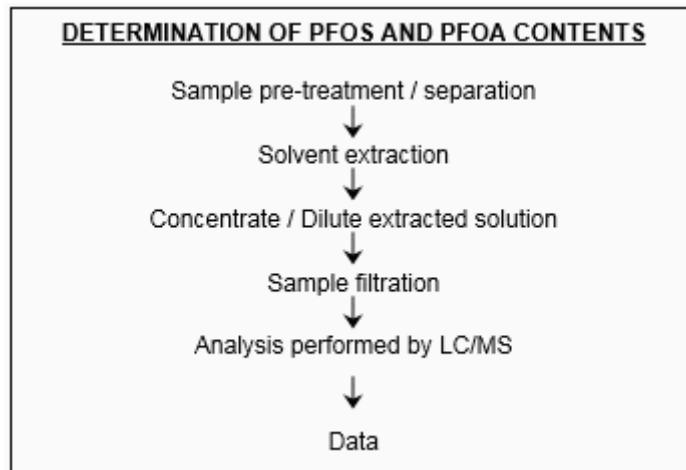 DETERMINATION OF PFOS AND PFOA CONTENTS
Sample pre-treatment / separation
Solvent extraction
Concentrate / Dilute extracted solution
Sample filtration
Analysis performed by LC/MS
Data